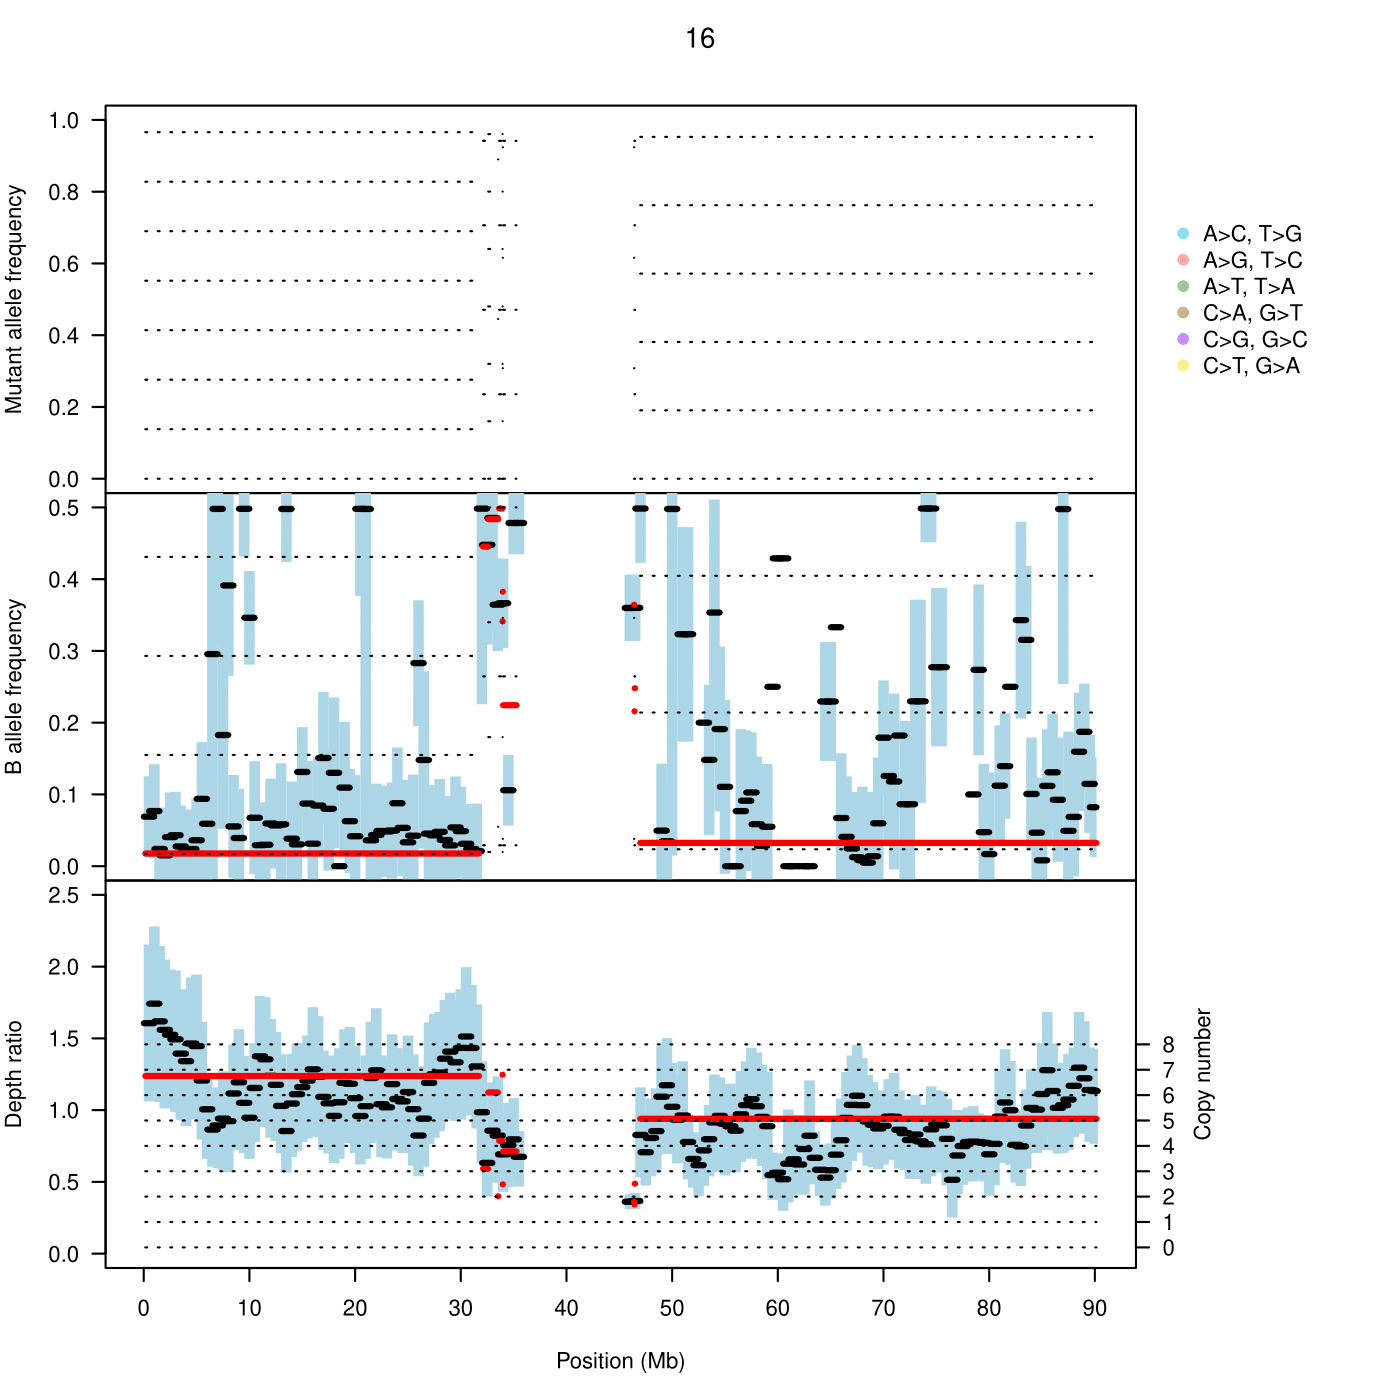 16
Mutant allele frequency
1.0
0.8
0.6
0.4
0.2
0.0
A>C, T>G
A>G, T>C
A>T, T>A
C>A, G>T
C>G, G>C
C>T, G>A
B allele frequency
0.5
0.4
0.3
0.2
0.1
0.0
Depth ratio
2.5
2.0
1.5
1.0
0.5
0.0
8
7
6
5
4
3
2
1
0
Copy number
0 10 20 30 40 50 60 70 80 90
Position (Mb)